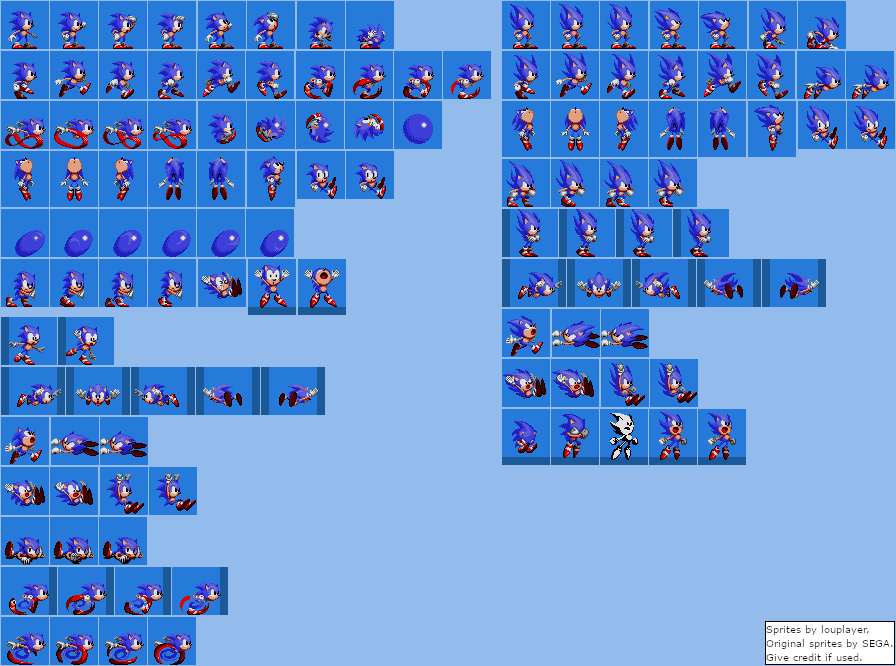 Sprites by louplayer,
Original sprites by SEGA.
Give credit if used.